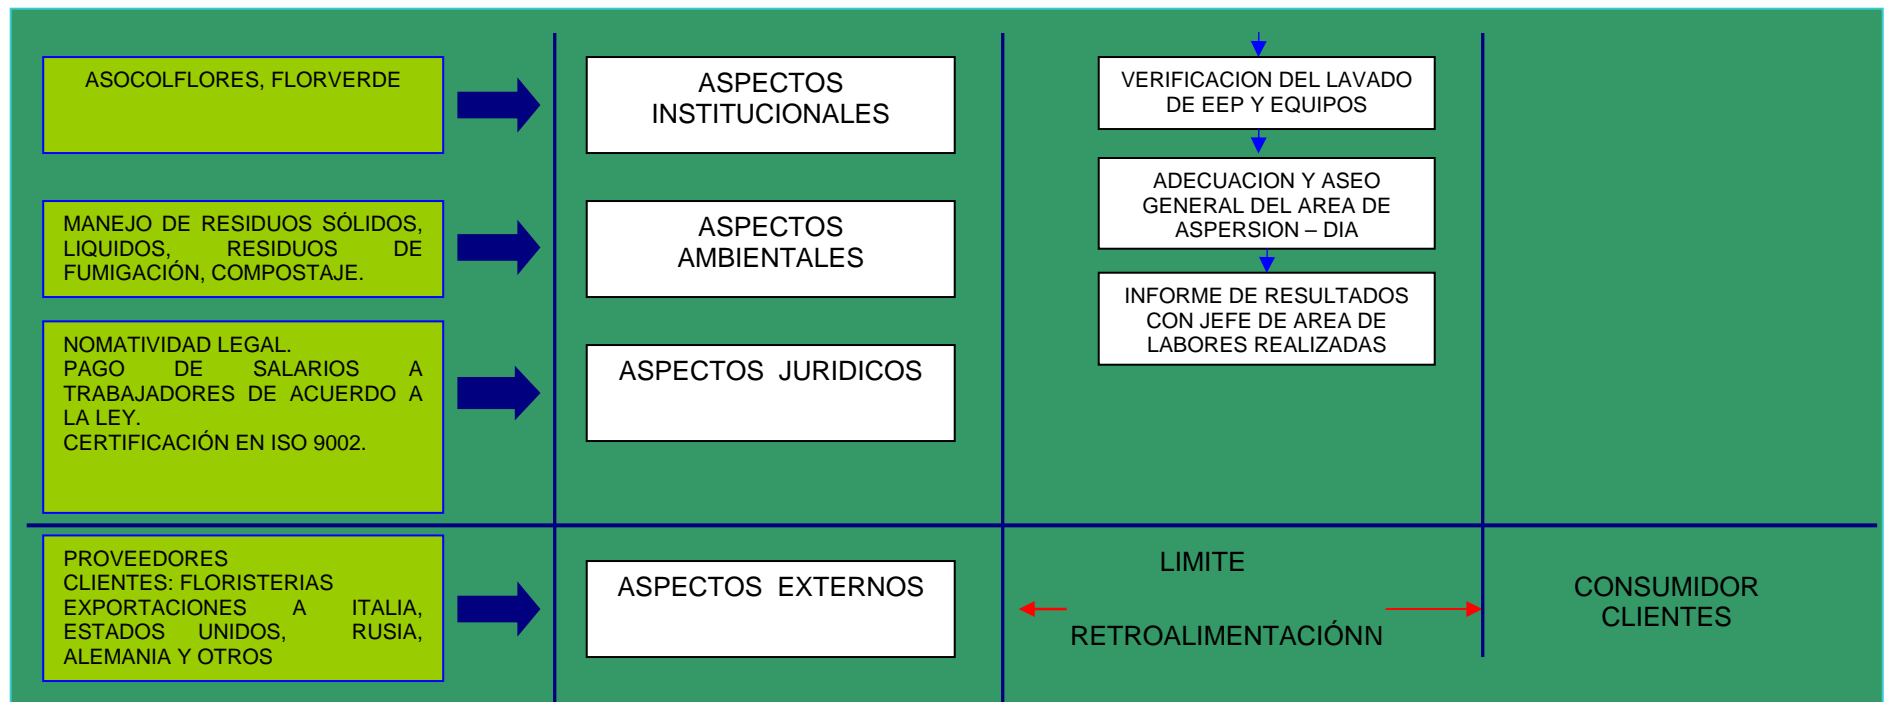 ASOCOLFLORES, FLORVERDE
ASPECTOS
INSTITUCIONALES
VERIFICACION DEL LAVADO
DE EEP Y EQUIPOS
MANEJO DE RESIDUOS SÓLIDOS,
LIQUIDOS, RESIDUOS DE
FUMIGACIÓN, COMPOSTAJE.
ASPECTOS
AMBIENTALES
ADECUACION Y ASEO
GENERAL DEL AREA DE
ASPERSION – DIA
INFORME DE RESULTADOS
CON JEFE DE AREA DE
LABORES REALIZADAS
NOMATIVIDAD LEGAL.
PAGO DE SALARIOS A
TRABAJADORES DE ACUERDO A
LA LEY.
CERTIFICACIÓN EN ISO 9002.
ASPECTOS JURIDICOS
PROVEEDORES
CLIENTES: FLORISTERIAS
EXPORTACIONES A ITALIA,
ESTADOS UNIDOS, RUSIA,
ALEMANIA Y OTROS
ASPECTOS EXTERNOS
LIMITE
RETROALIMENTACIÓNN
CONSUMIDOR
CLIENTES